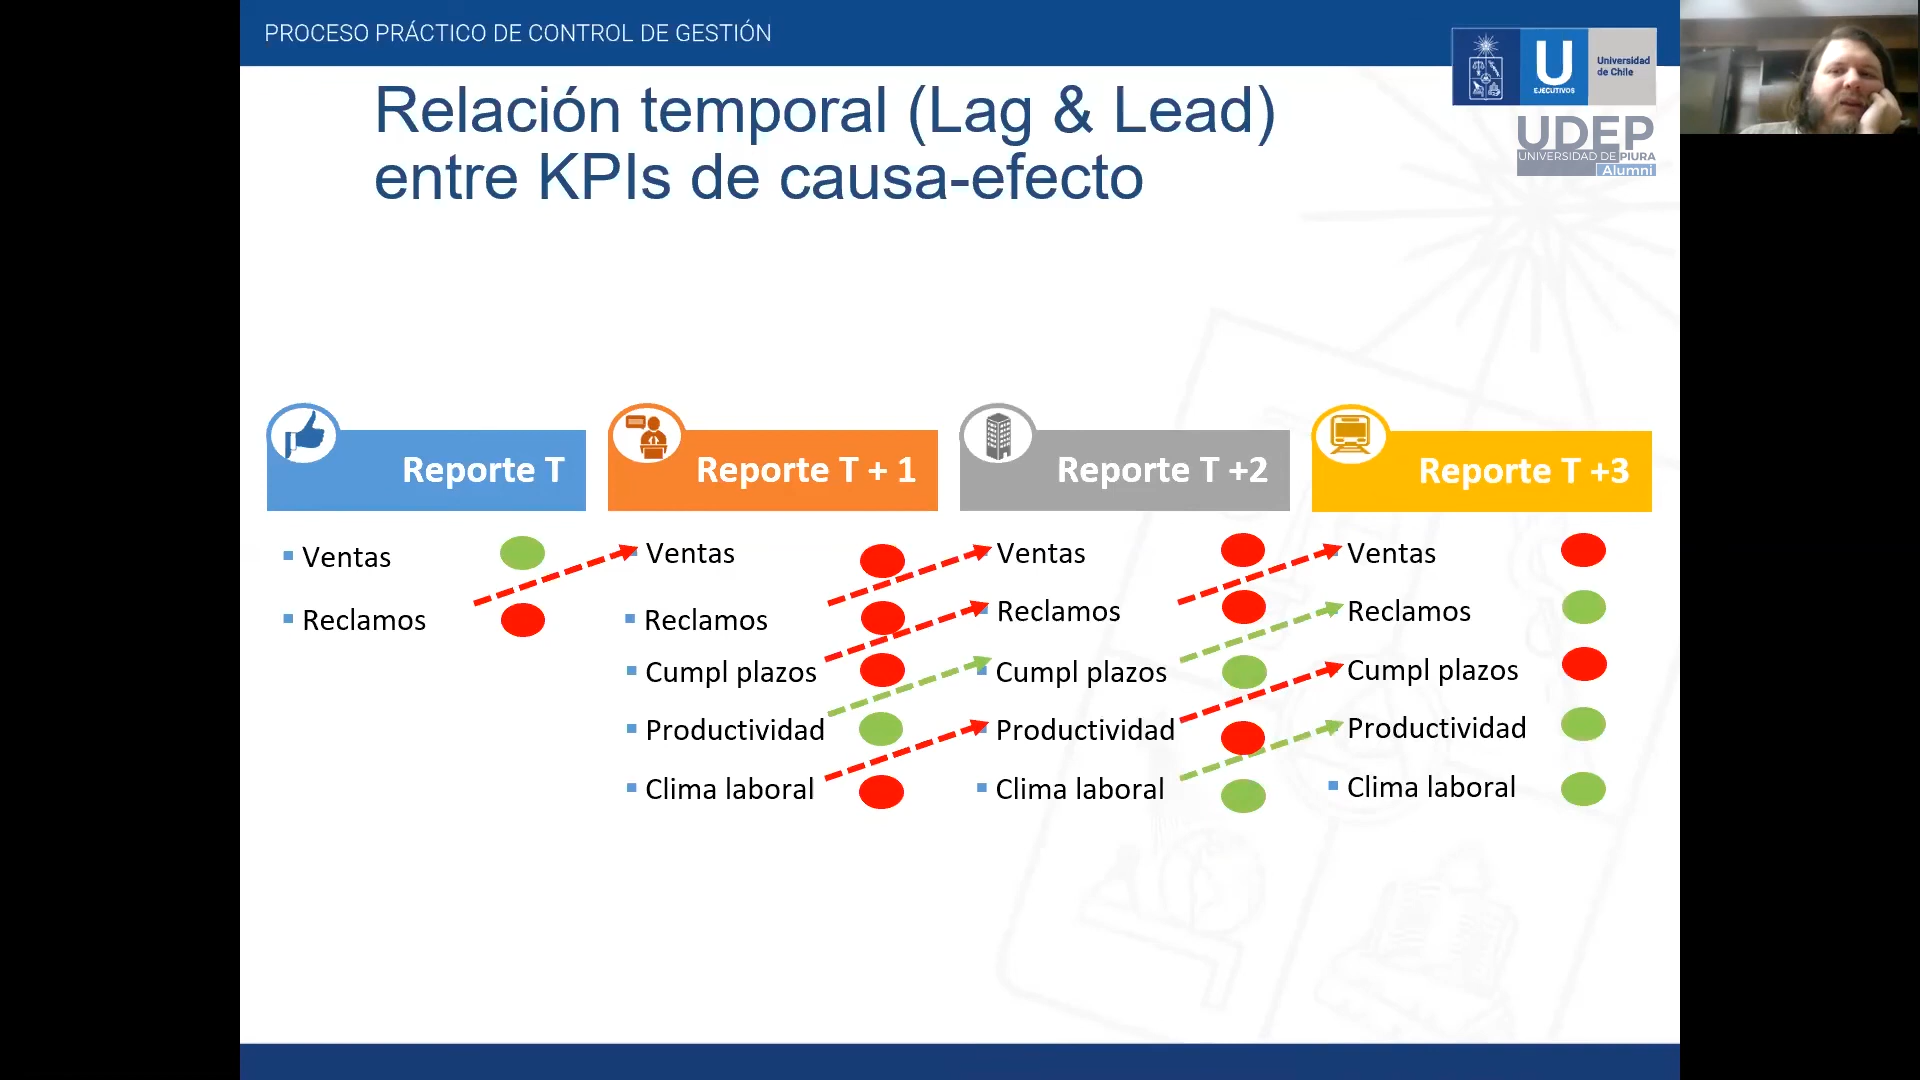 PROCESO PRÁCTICO DE CONTROL DE GESTIÓN
Relación temporal (Lag & Lead)
entre KPIs de causa-efecto
U
EJECUTIVOS
Universidad
de Chile
UDEP
UNIVERSIDAD DE PIURA
Alumni
Reporte T
Ventas
Reclamos
Reporte T + 1
Ventas
Reclamos
Cumpl plazos
Productividad
Clima laboral
Reporte T +2
Ventas
Reclamos
Cumpl plazos
Productividad
Clima laboral
Reporte T +3
Ventas
Reclamos
Cumpl plazos
Productividad
Clima laboral